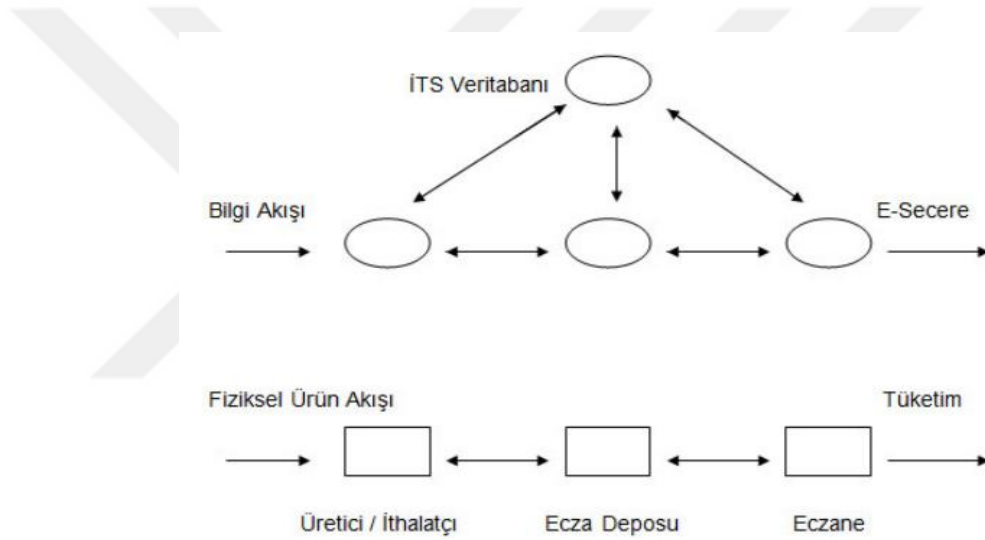 İTS Veritabanı
Bilgi Akışı
E-Secere
Fiziksel Ürün Akışı
Tüketim
Üretici / İthalatçı
Ecza Deposu
Eczane